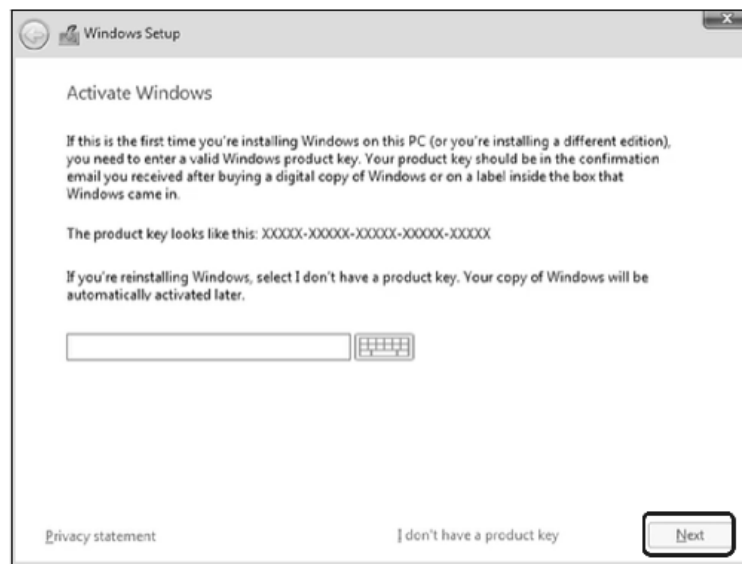 Windows Setup
Activate Windows
If this is the first time you're installing Windows on this PC (or you're installing a different edition),
you need to enter a valid Windows product key. Your product key should be in the confirmation
email you received after buying a digital copy of Windows or on a label inside the box that
Windows came in.
The product key looks like this: XXXXX-XXXXX-XXXXX-XXXXX-XXXXX
If you're reinstalling Windows, select I don't have a product key. Your copy of Windows will be
automatically activated later.
Privacy statement
I don't have a product key
Next